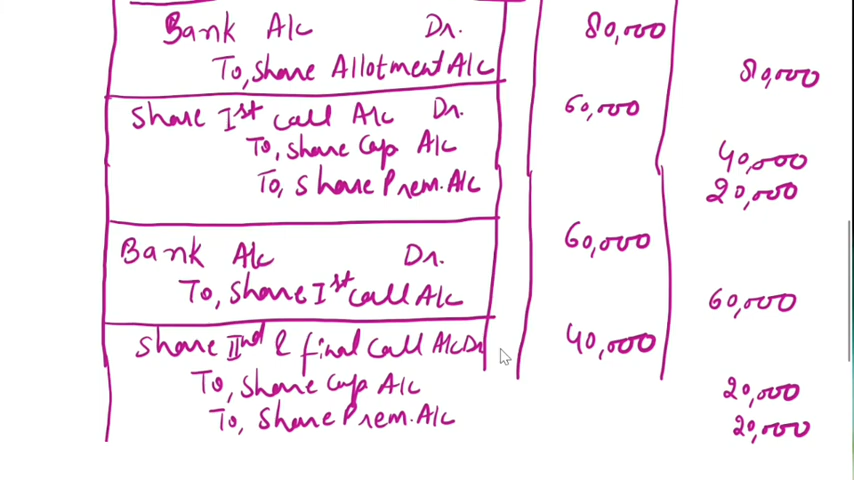 Bank A/c Dr. 80,000
To, Share Allotment A/c 80,000
Share Ist call A/c Dr. 60,000
To, Share Cap A/c 40,000
To, Share Prem. A/c 20,000
Bank A/c Dr. 60,000
To, Share Ist call A/c 60,000
Share IInd & final call A/c Dr 40,000
To, Share Cap A/c 20,000
To, Share Prem. A/c 20,000